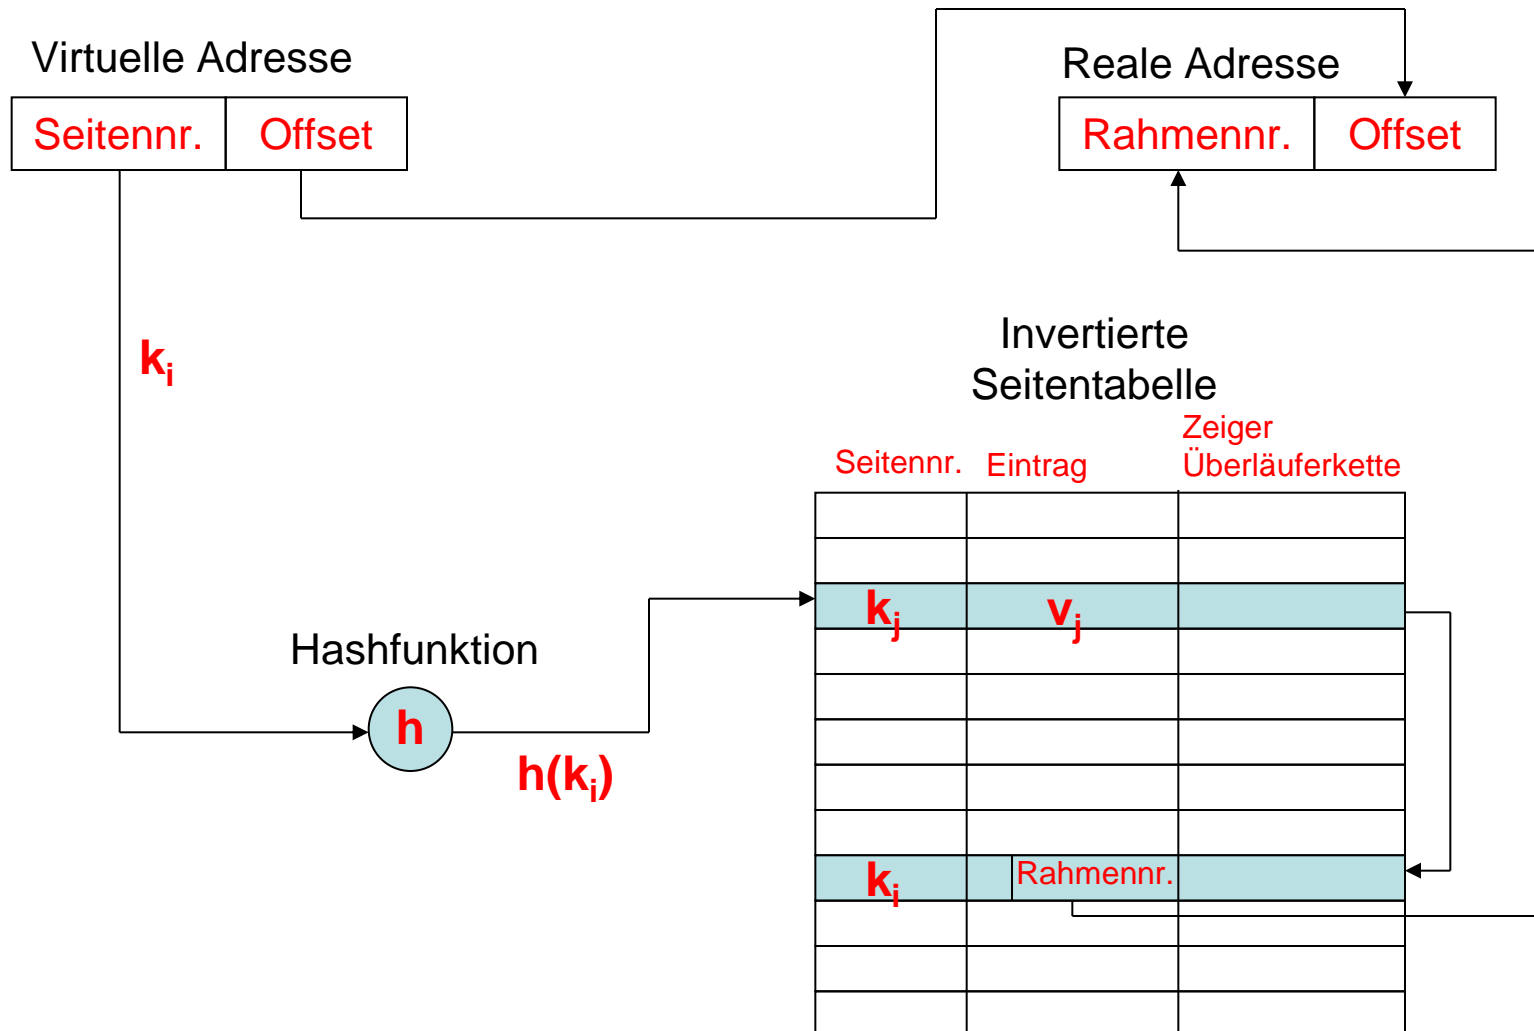 Virtuelle Adresse
Reale Adresse
Seitennr. Offset
Rahmennr. Offset
kᵢ
Invertierte
Seitentabelle
Seitennr. Eintrag Zeiger
Überläuferkette
kⱼ vⱼ
Hashfunktion
h
h(kᵢ)
kᵢ Rahmennr.